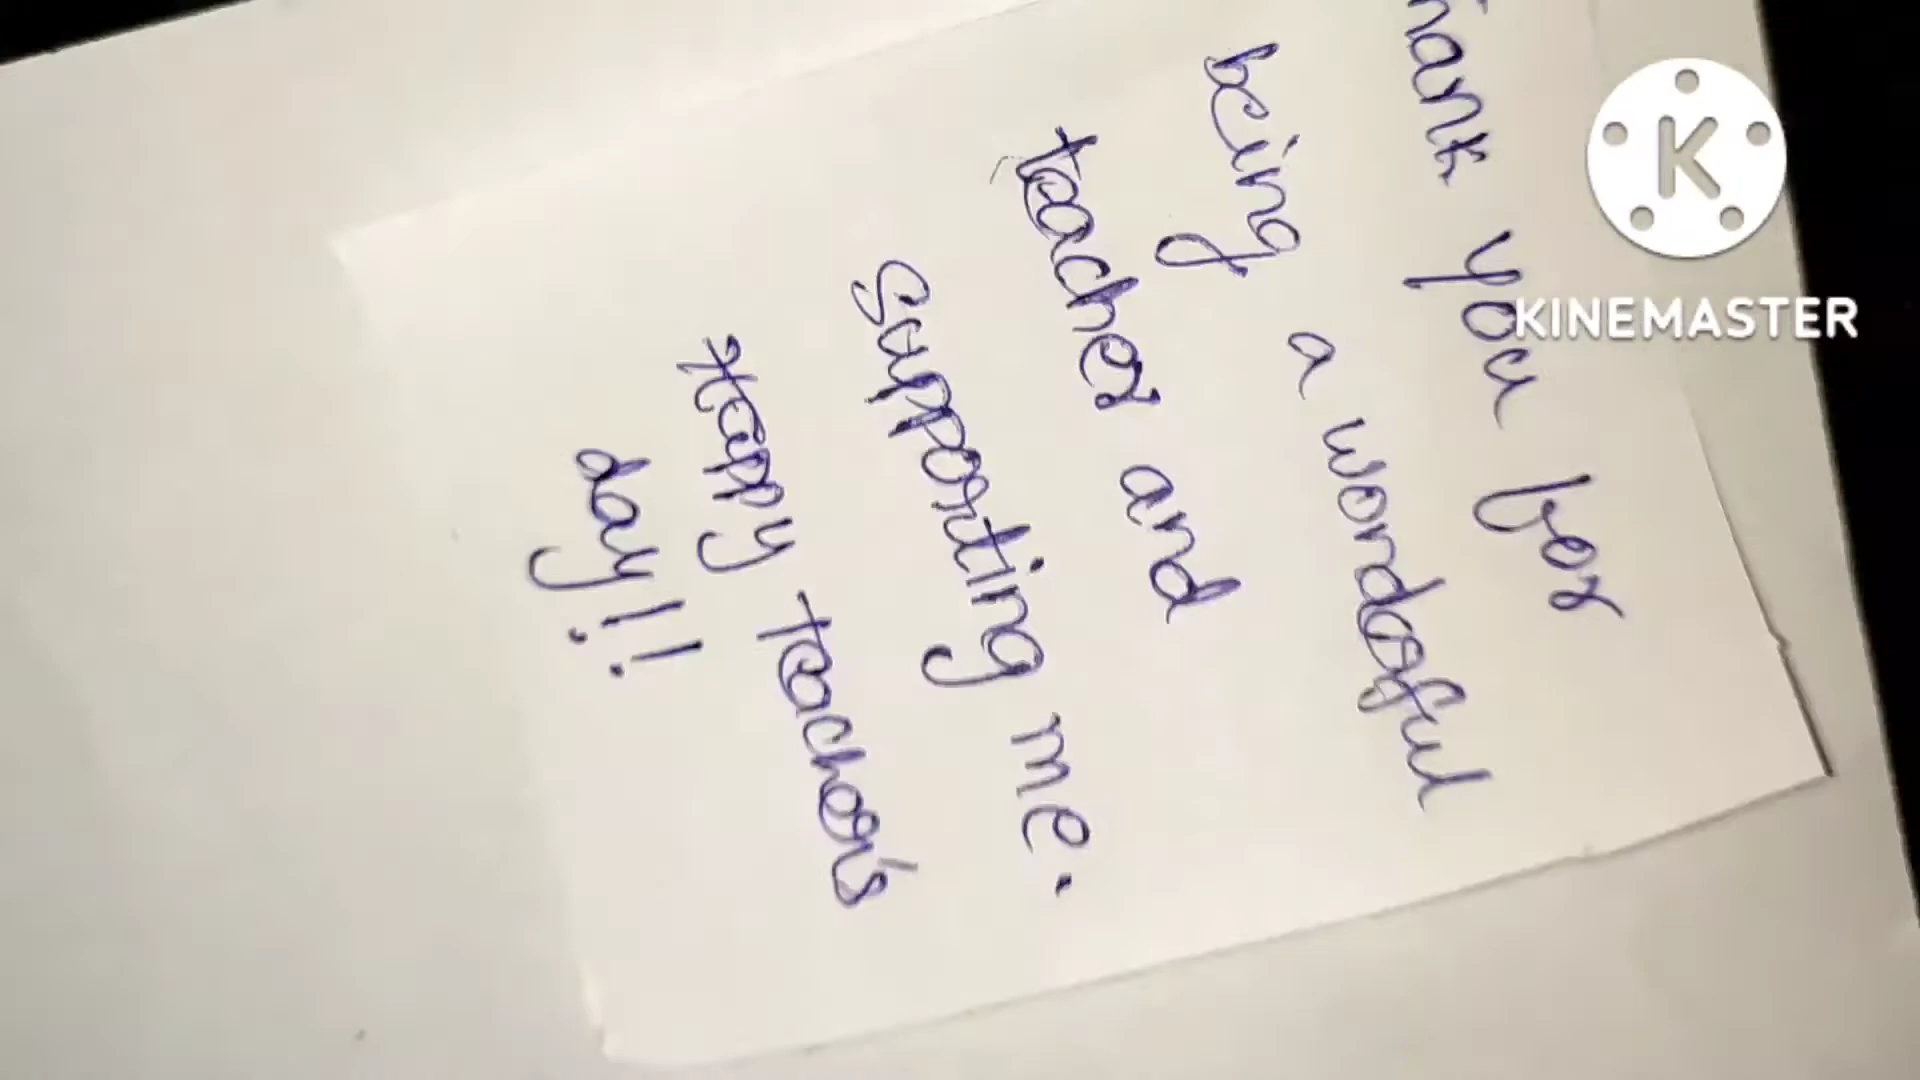 hank you for
being a wonderful
teacher and
supporting me.
Happy teacher's
day!!
KINEMASTER